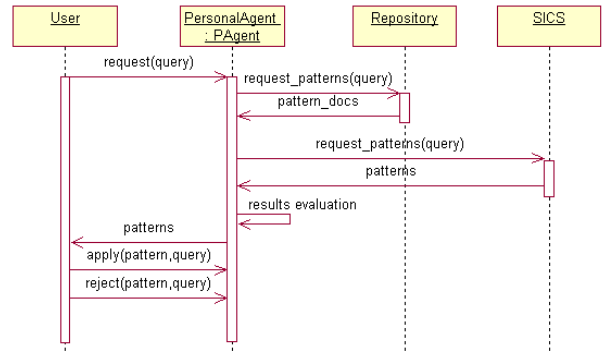 User
PersonalAgent
: PAgent
Repository
SICS
request(query)
request_patterns(query)
pattern_docs
request_patterns(query)
patterns
results evaluation
patterns
apply(pattern,query)
reject(pattern,query)